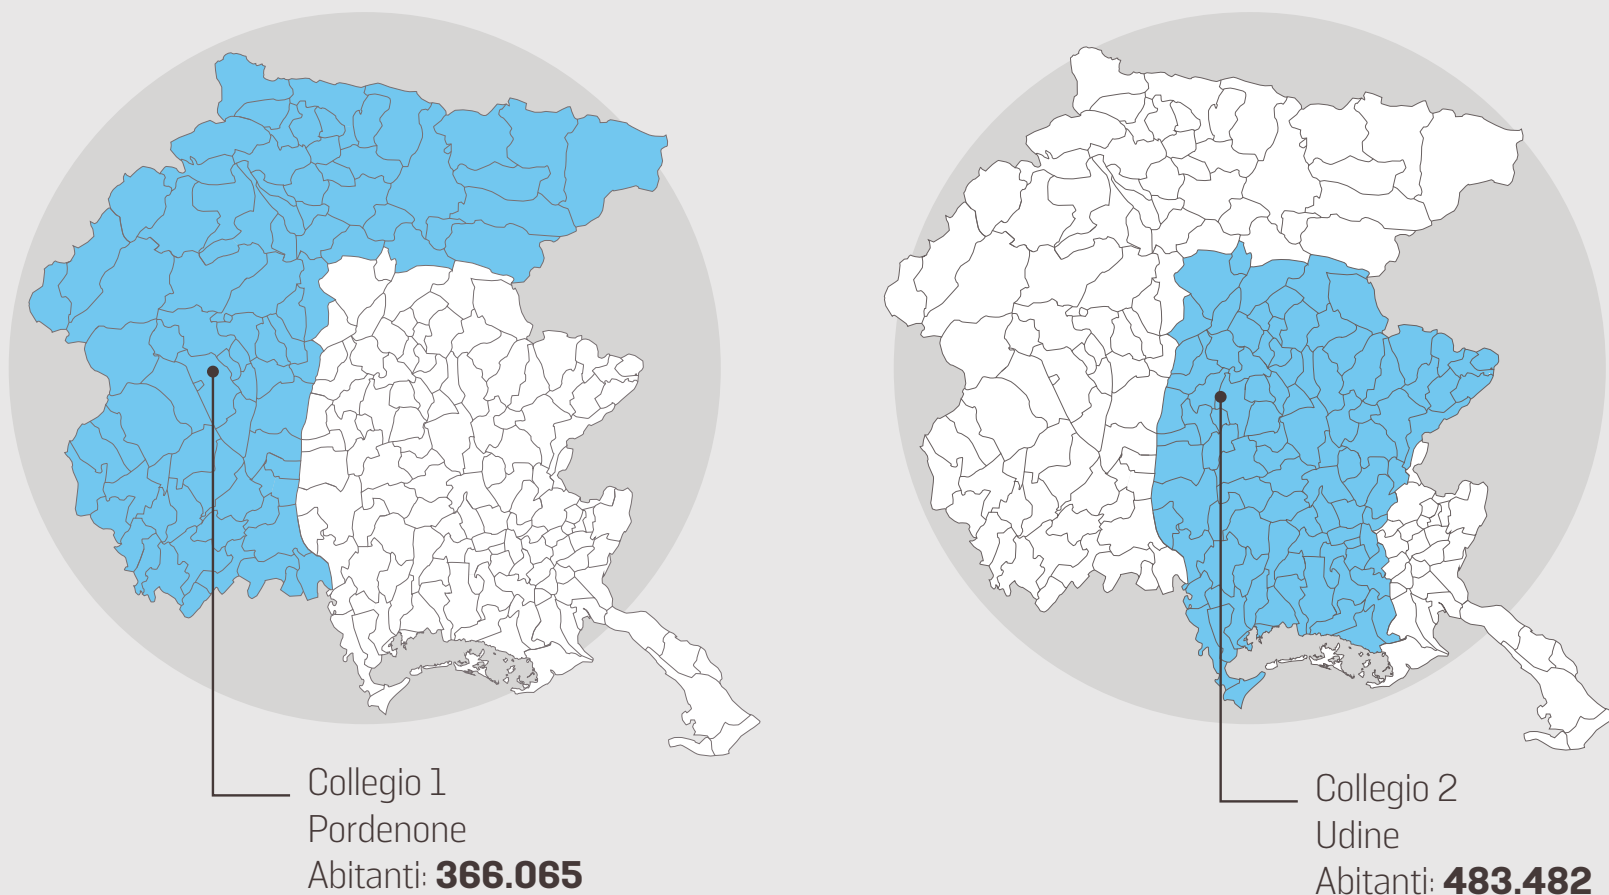 Collegio 1
Pordenone
Abitanti: 366.065
Collegio 2
Udine
Abitanti: 483.482